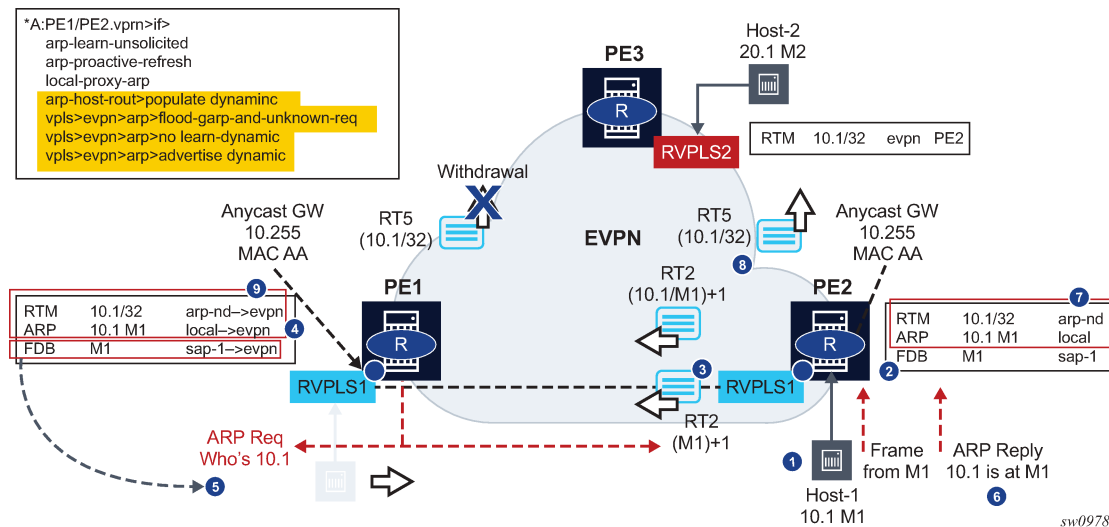 *A:PE1/PE2.vprn>if>
arp-learn-unsolicited
arp-proactive-refresh
local-proxy-arp
arp-host-rout>populate dynaminc
vpls>evpn>arp>flood-garp-and-unknown-req
vpls>evpn>arp>no learn-dynamic
vpls>evpn>arp>advertise dynamic
PE3
R
RVPLS2
Host-2
20.1 M2
RTM 10.1/32 evpn PE2
Withdrawal
X
RT5
(10.1/32)
Anycast GW
10.255
MAC AA
EVPN
RT5
(10.1/32)
8
Anycast GW
10.255
MAC AA
PE1
R
RVPLS1
9
RTM 10.1/32 arp-nd–>evpn
ARP 10.1 M1 local–>evpn
4
FDB M1 sap-1–>evpn
RT2
(10.1/M1)+1
3
RT2
(M1)+1
PE2
R
RVPLS1
7
RTM 10.1/32 arp-nd
ARP 10.1 M1 local
FDB M1 sap-1
2
ARP Req
Who's 10.1
5
1
Host-1
10.1 M1
Frame
from M1
ARP Reply
10.1 is at M1
6
sw0978